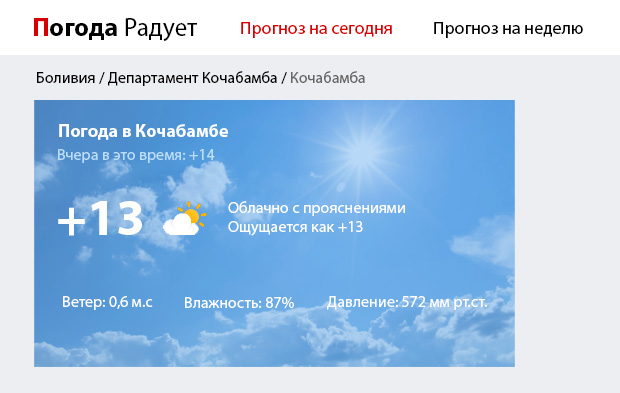 Погода Радует
Прогноз на сегодня
Прогноз на неделю
Боливия / Департамент Кочабамба / Кочабамба
Погода в Кочабамбе
Вчера в это время: +14
+13
Облачно с прояснениями
Ощущается как +13
Ветер: 0,6 м.с
Влажность: 87%
Давление: 572 мм рт.ст.